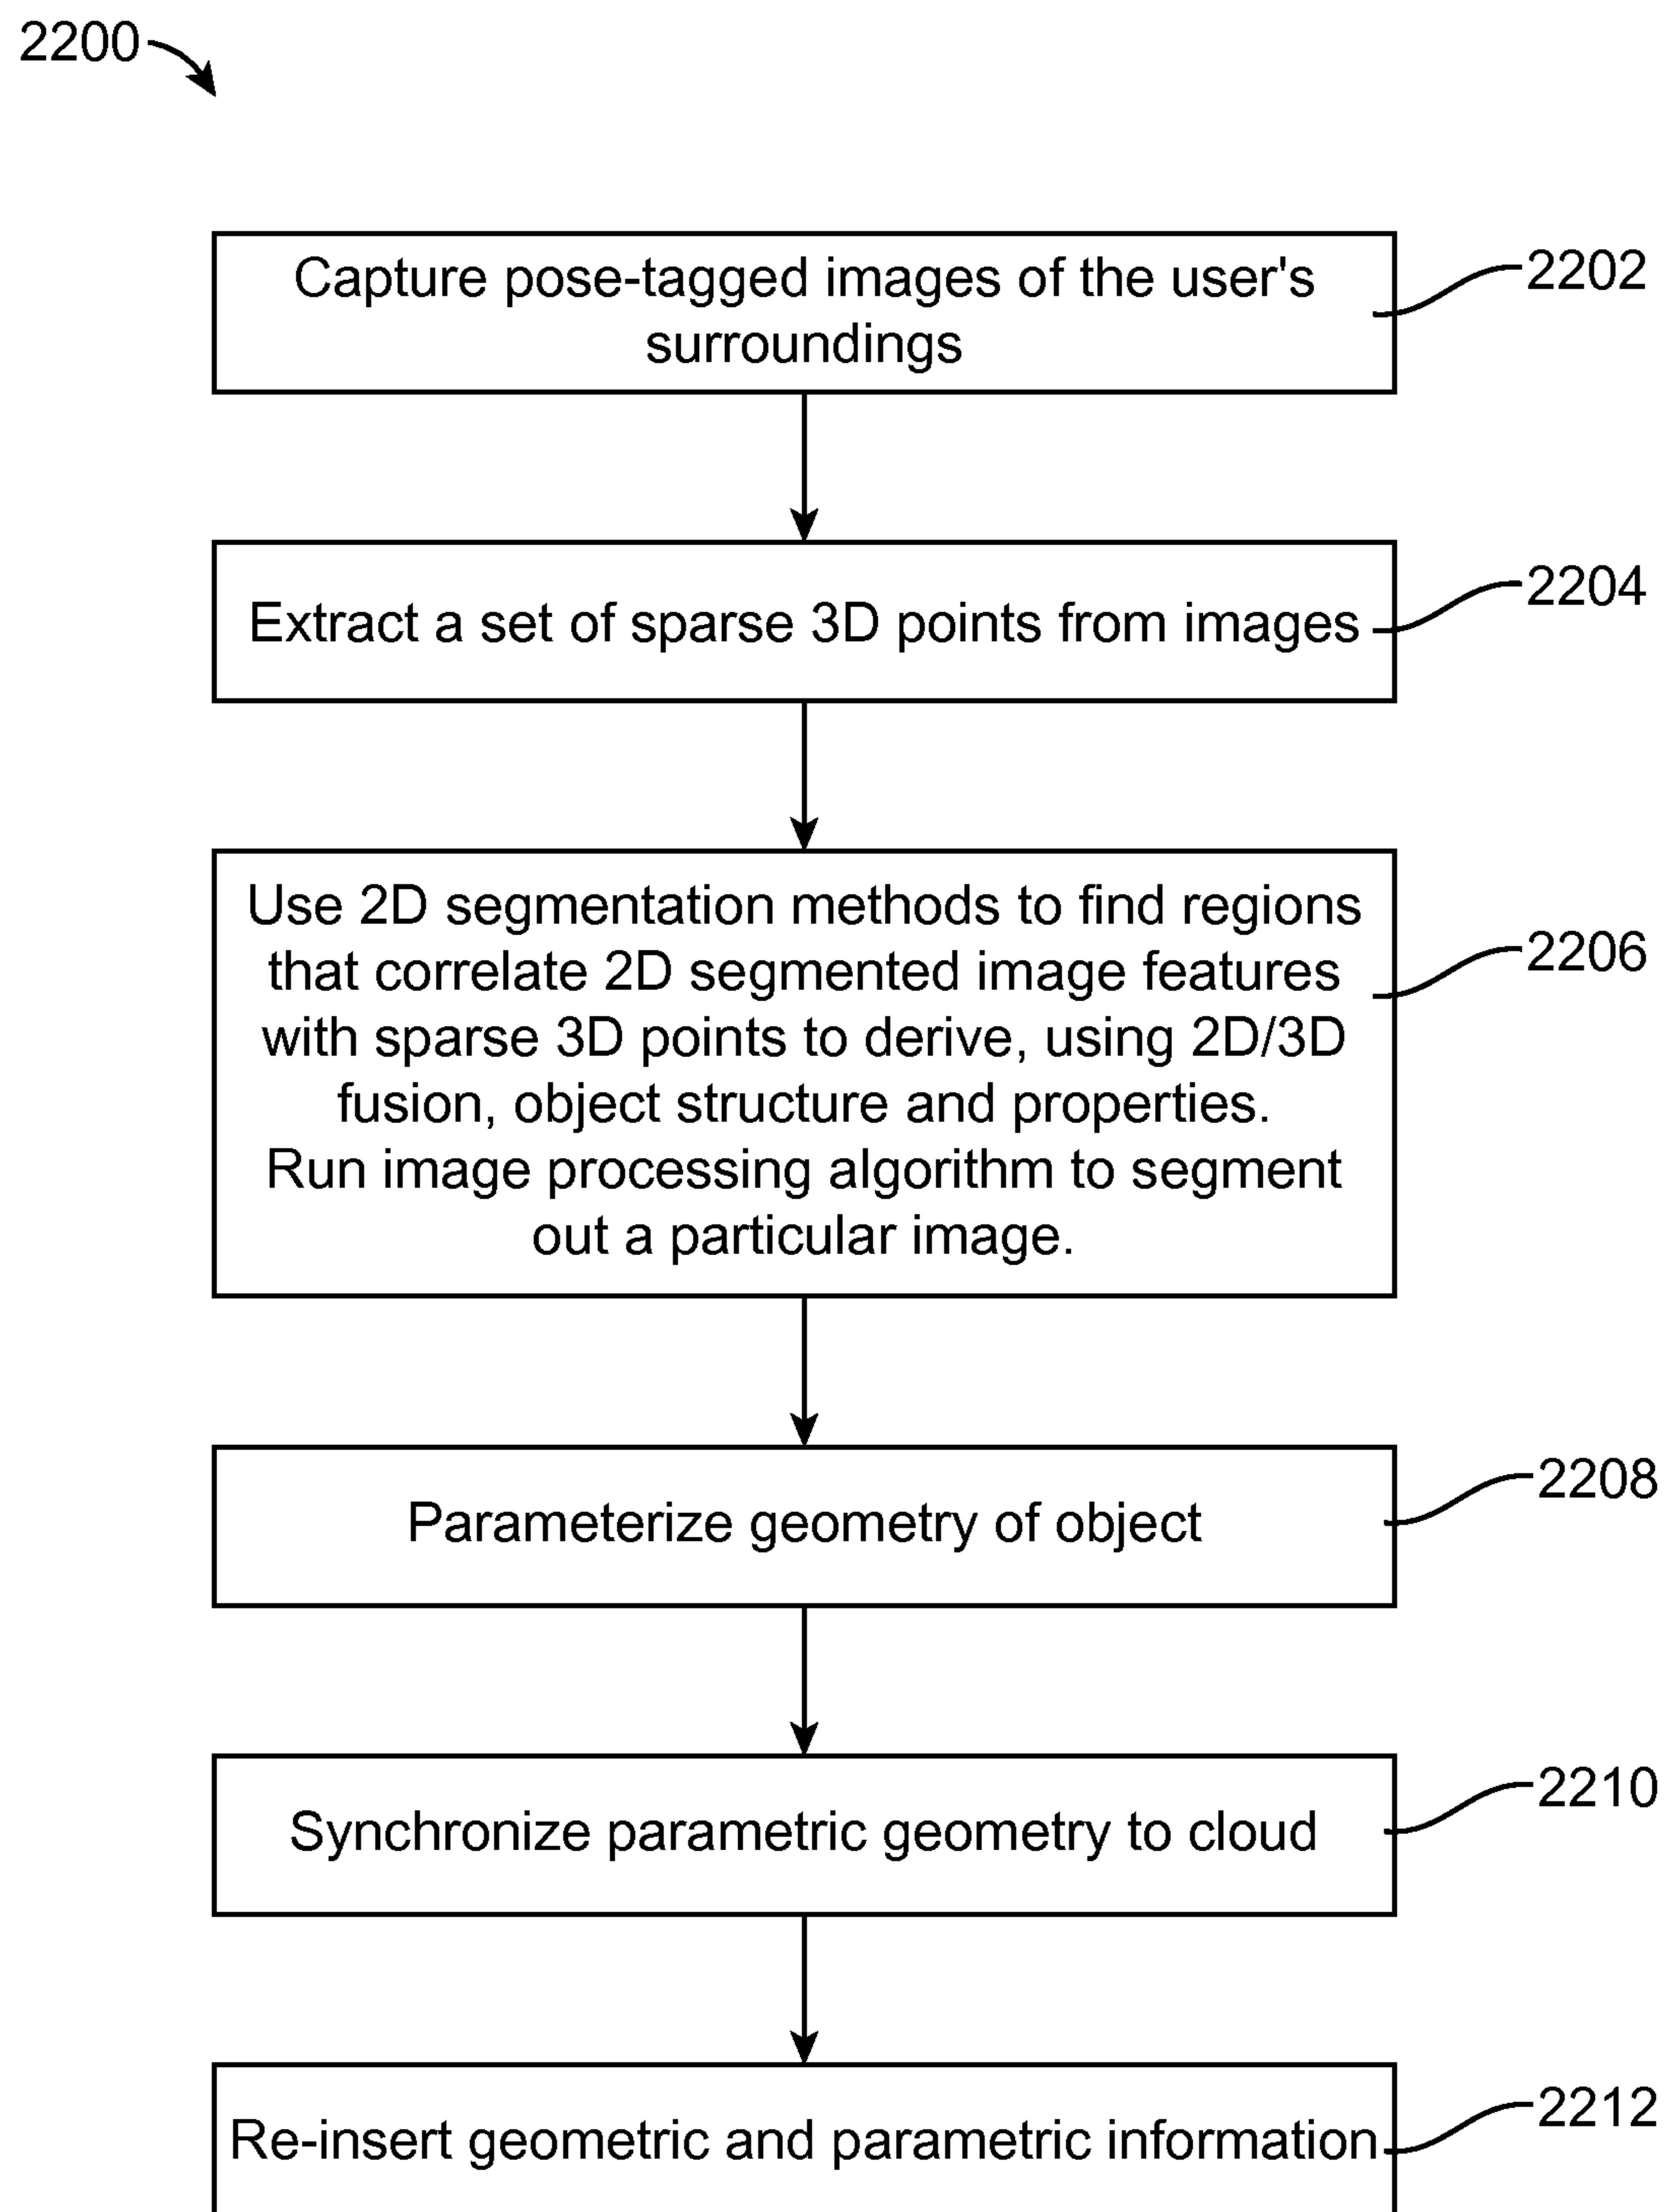 2200
Capture pose-tagged images of the user's
surroundings
2202
Extract a set of sparse 3D points from images
2204
Use 2D segmentation methods to find regions
that correlate 2D segmented image features
with sparse 3D points to derive, using 2D/3D
fusion, object structure and properties.
Run image processing algorithm to segment
out a particular image.
2206
Parameterize geometry of object
2208
Synchronize parametric geometry to cloud
2210
Re-insert geometric and parametric information
2212